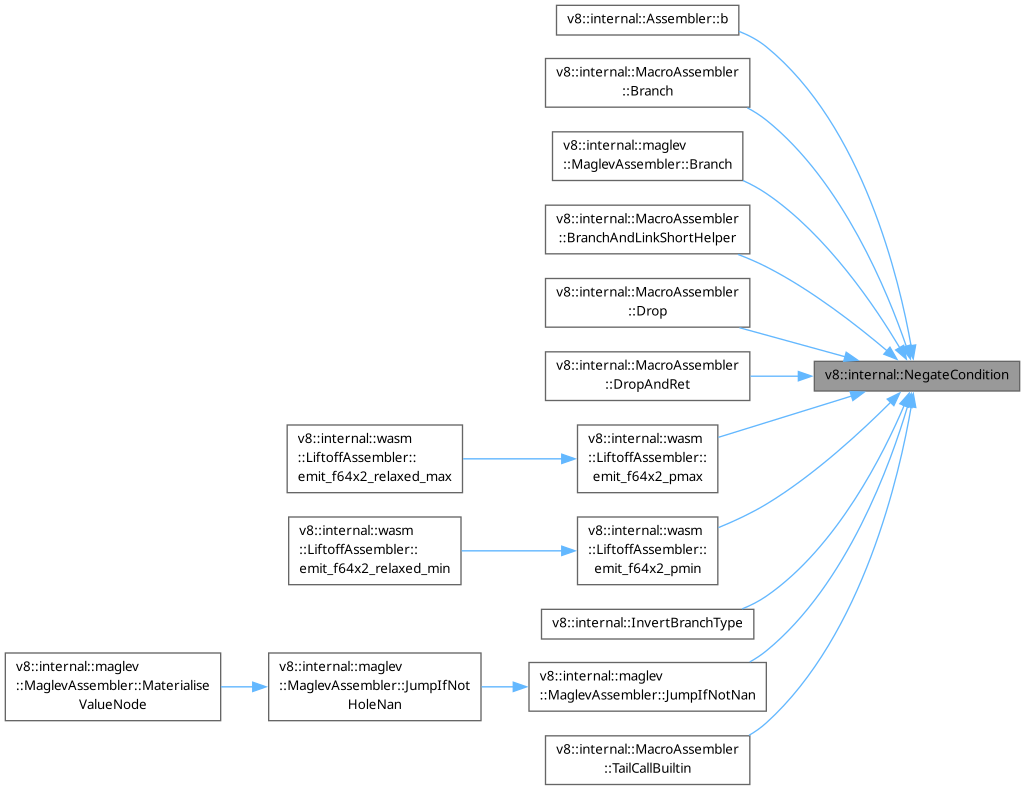 v8::internal::Assembler::b
v8::internal::MacroAssembler
::Branch
v8::internal::maglev
::MaglevAssembler::Branch
v8::internal::MacroAssembler
::BranchAndLinkShortHelper
v8::internal::MacroAssembler
::Drop
v8::internal::MacroAssembler
::DropAndRet
v8::internal::NegateCondition
v8::internal::wasm
::LiftoffAssembler::
emit_f64x2_relaxed_max
v8::internal::wasm
::LiftoffAssembler::
emit_f64x2_pmax
v8::internal::wasm
::LiftoffAssembler::
emit_f64x2_relaxed_min
v8::internal::wasm
::LiftoffAssembler::
emit_f64x2_pmin
v8::internal::InvertBranchType
v8::internal::maglev
::MaglevAssembler::Materialise
ValueNode
v8::internal::maglev
::MaglevAssembler::JumpIfNot
HoleNan
v8::internal::maglev
::MaglevAssembler::JumpIfNotNan
v8::internal::MacroAssembler
::TailCallBuiltin